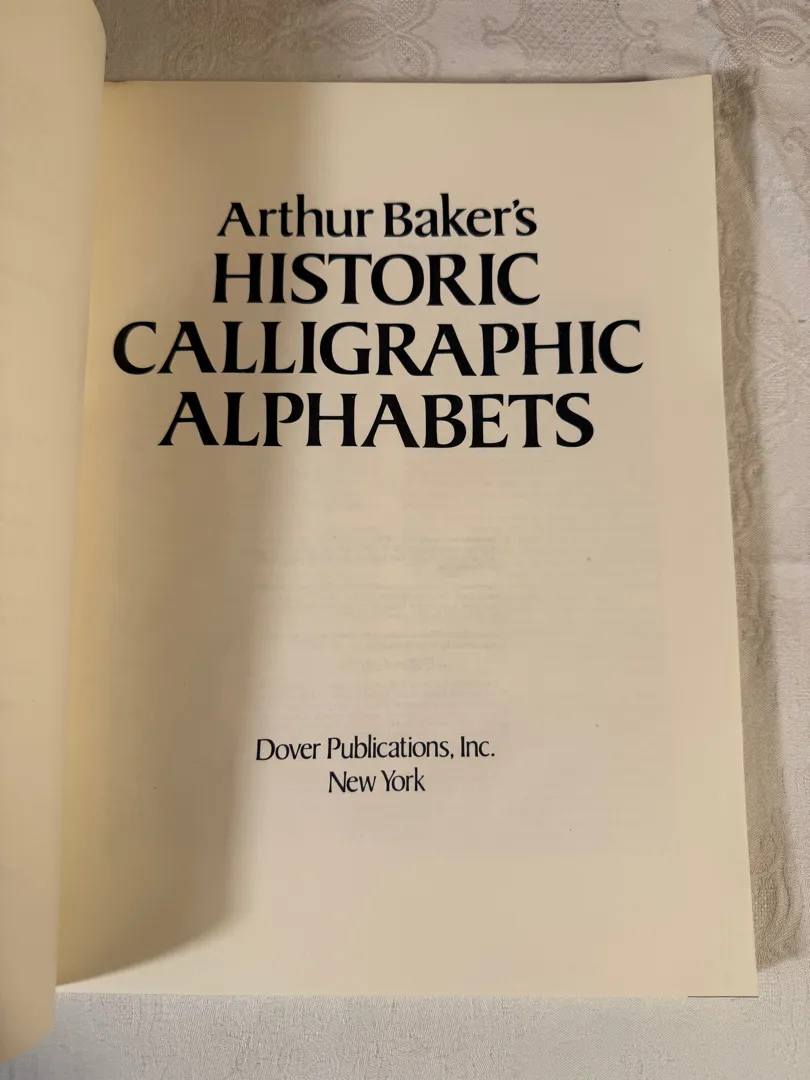 Arthur Baker's
HISTORIC
CALLIGRAPHIC
ALPHABETS
Dover Publications, Inc.
New York